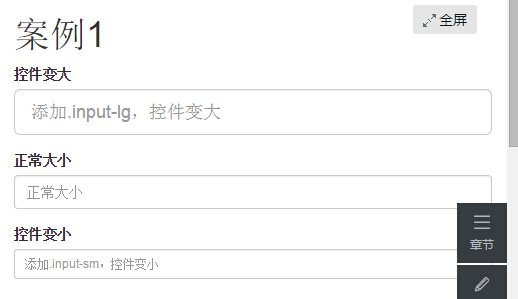 案例1
全屏
控件变大
添加.input-lg，控件变大
正常大小
正常大小
控件变小
添加.input-sm，控件变小
章节